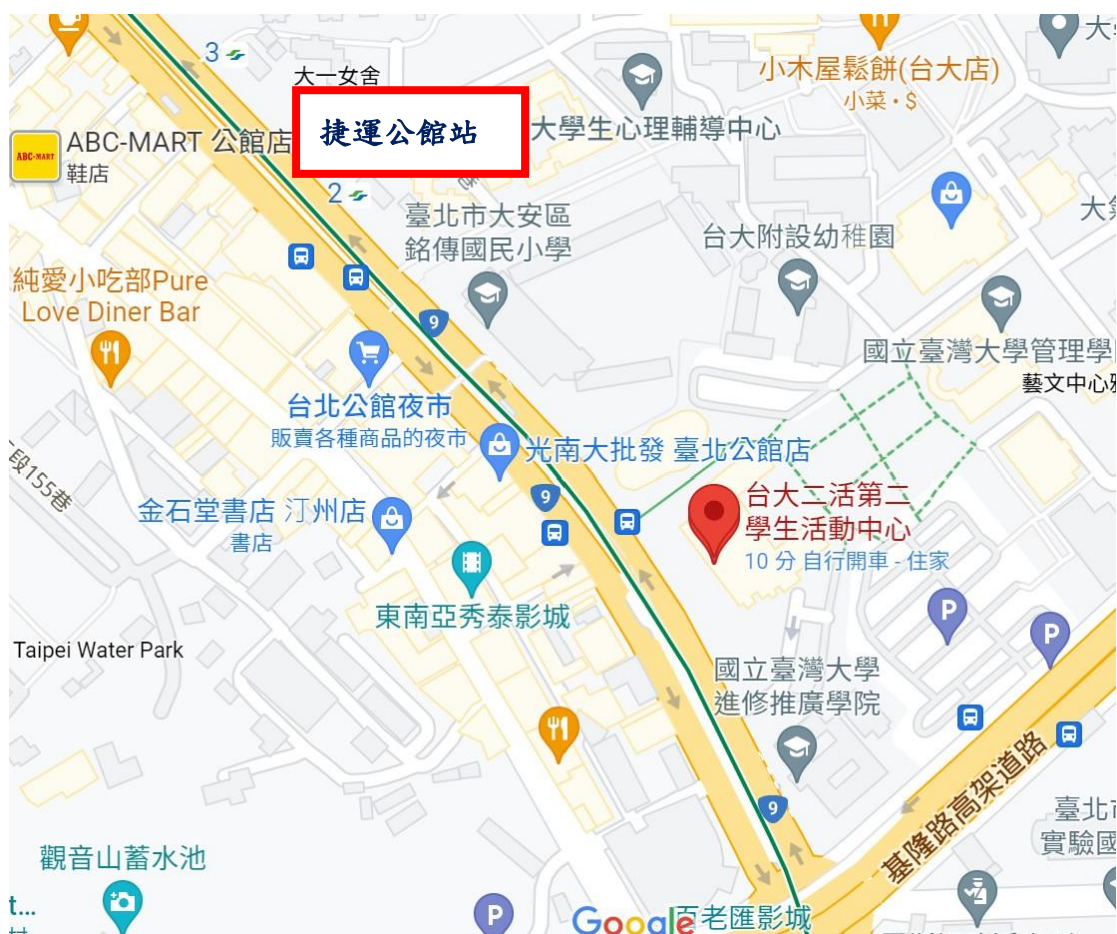 3
大一女舍
小木屋鬆餅(台大店)
小菜·$
捷運公館站
大學生心理輔導中心
ABC-MART
ABC-MART 公館店
鞋店
2
巷
臺北市大安區
銘傳國民小學
台大附設幼稚園
純愛小吃部Pure
Love Diner Bar
9
國立臺灣大學管理學
藝文中心
台北公館夜市
販賣各種商品的夜市
光南大批發 臺北公館店
段155巷
金石堂書店 汀州店
書店
9
台大二活第二
學生活動中心
10 分 自行開車 - 住家
東南亞秀泰影城
P
P
Taipei Water Park
國立臺灣大學
進修推廣學院
基隆路高架道路
9
臺北市
實驗國
觀音山蓄水池
t...
P
Google
百老匯影城